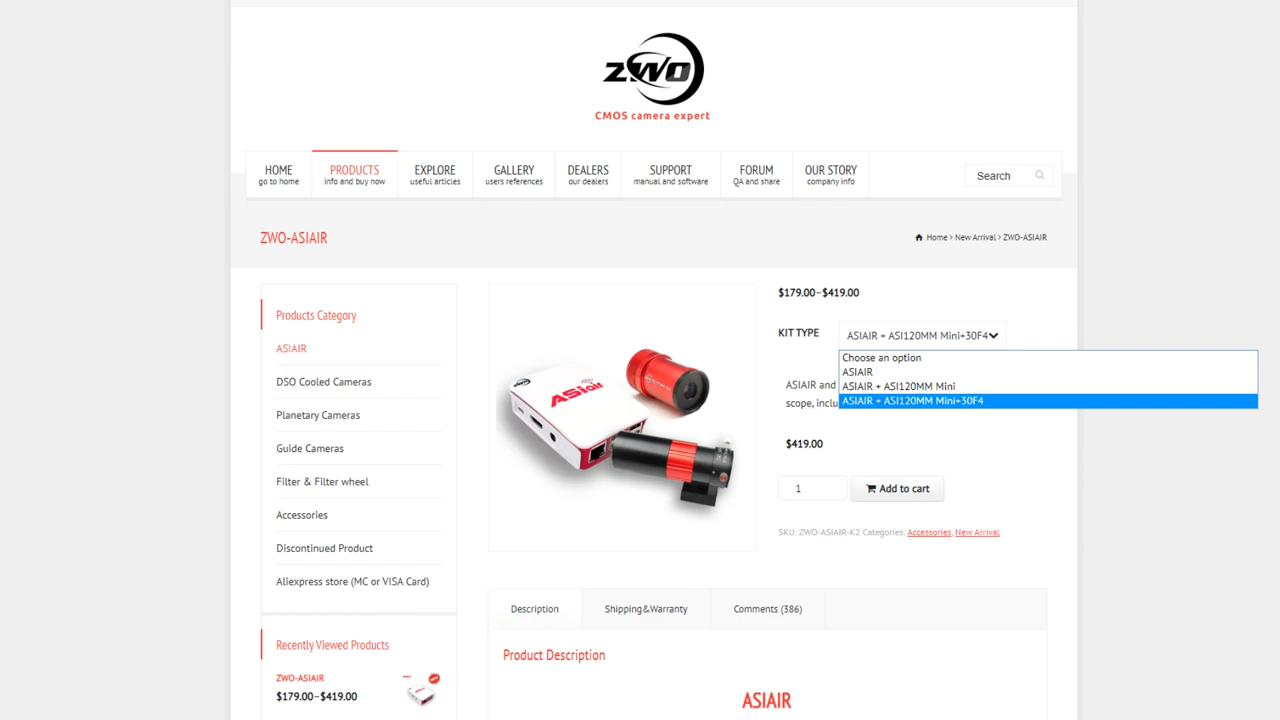 ZWO
CMOS camera expert
HOME
go to home
PRODUCTS
info and buy now
EXPLORE
useful articles
GALLERY
users references
DEALERS
our dealers
SUPPORT
manual and software
FORUM
QA and share
OUR STORY
company info
Search
ZWO-ASIAIR
Home > New Arrival > ZWO-ASIAIR
Products Category
ASIAIR
DSO Cooled Cameras
Planetary Cameras
Guide Cameras
Filter & Filter wheel
Accessories
Discontinued Product
Aliexpress store (MC or VISA Card)
Recently Viewed Products
ZWO-ASIAIR
$179.00–$419.00
ASIair
$179.00–$419.00
KIT TYPE
ASIAIR + ASI120MM Mini+30F4
Choose an option
ASIAIR
ASIAIR + ASI120MM Mini
ASIAIR + ASI120MM Mini+30F4
ASIAIR and
scope, inclu
$419.00
1
Add to cart
SKU: ZWO-ASIAIR-K2 Categories: Accessories, New Arrival
Description
Shipping&Warranty
Comments (386)
Product Description
ASIAIR